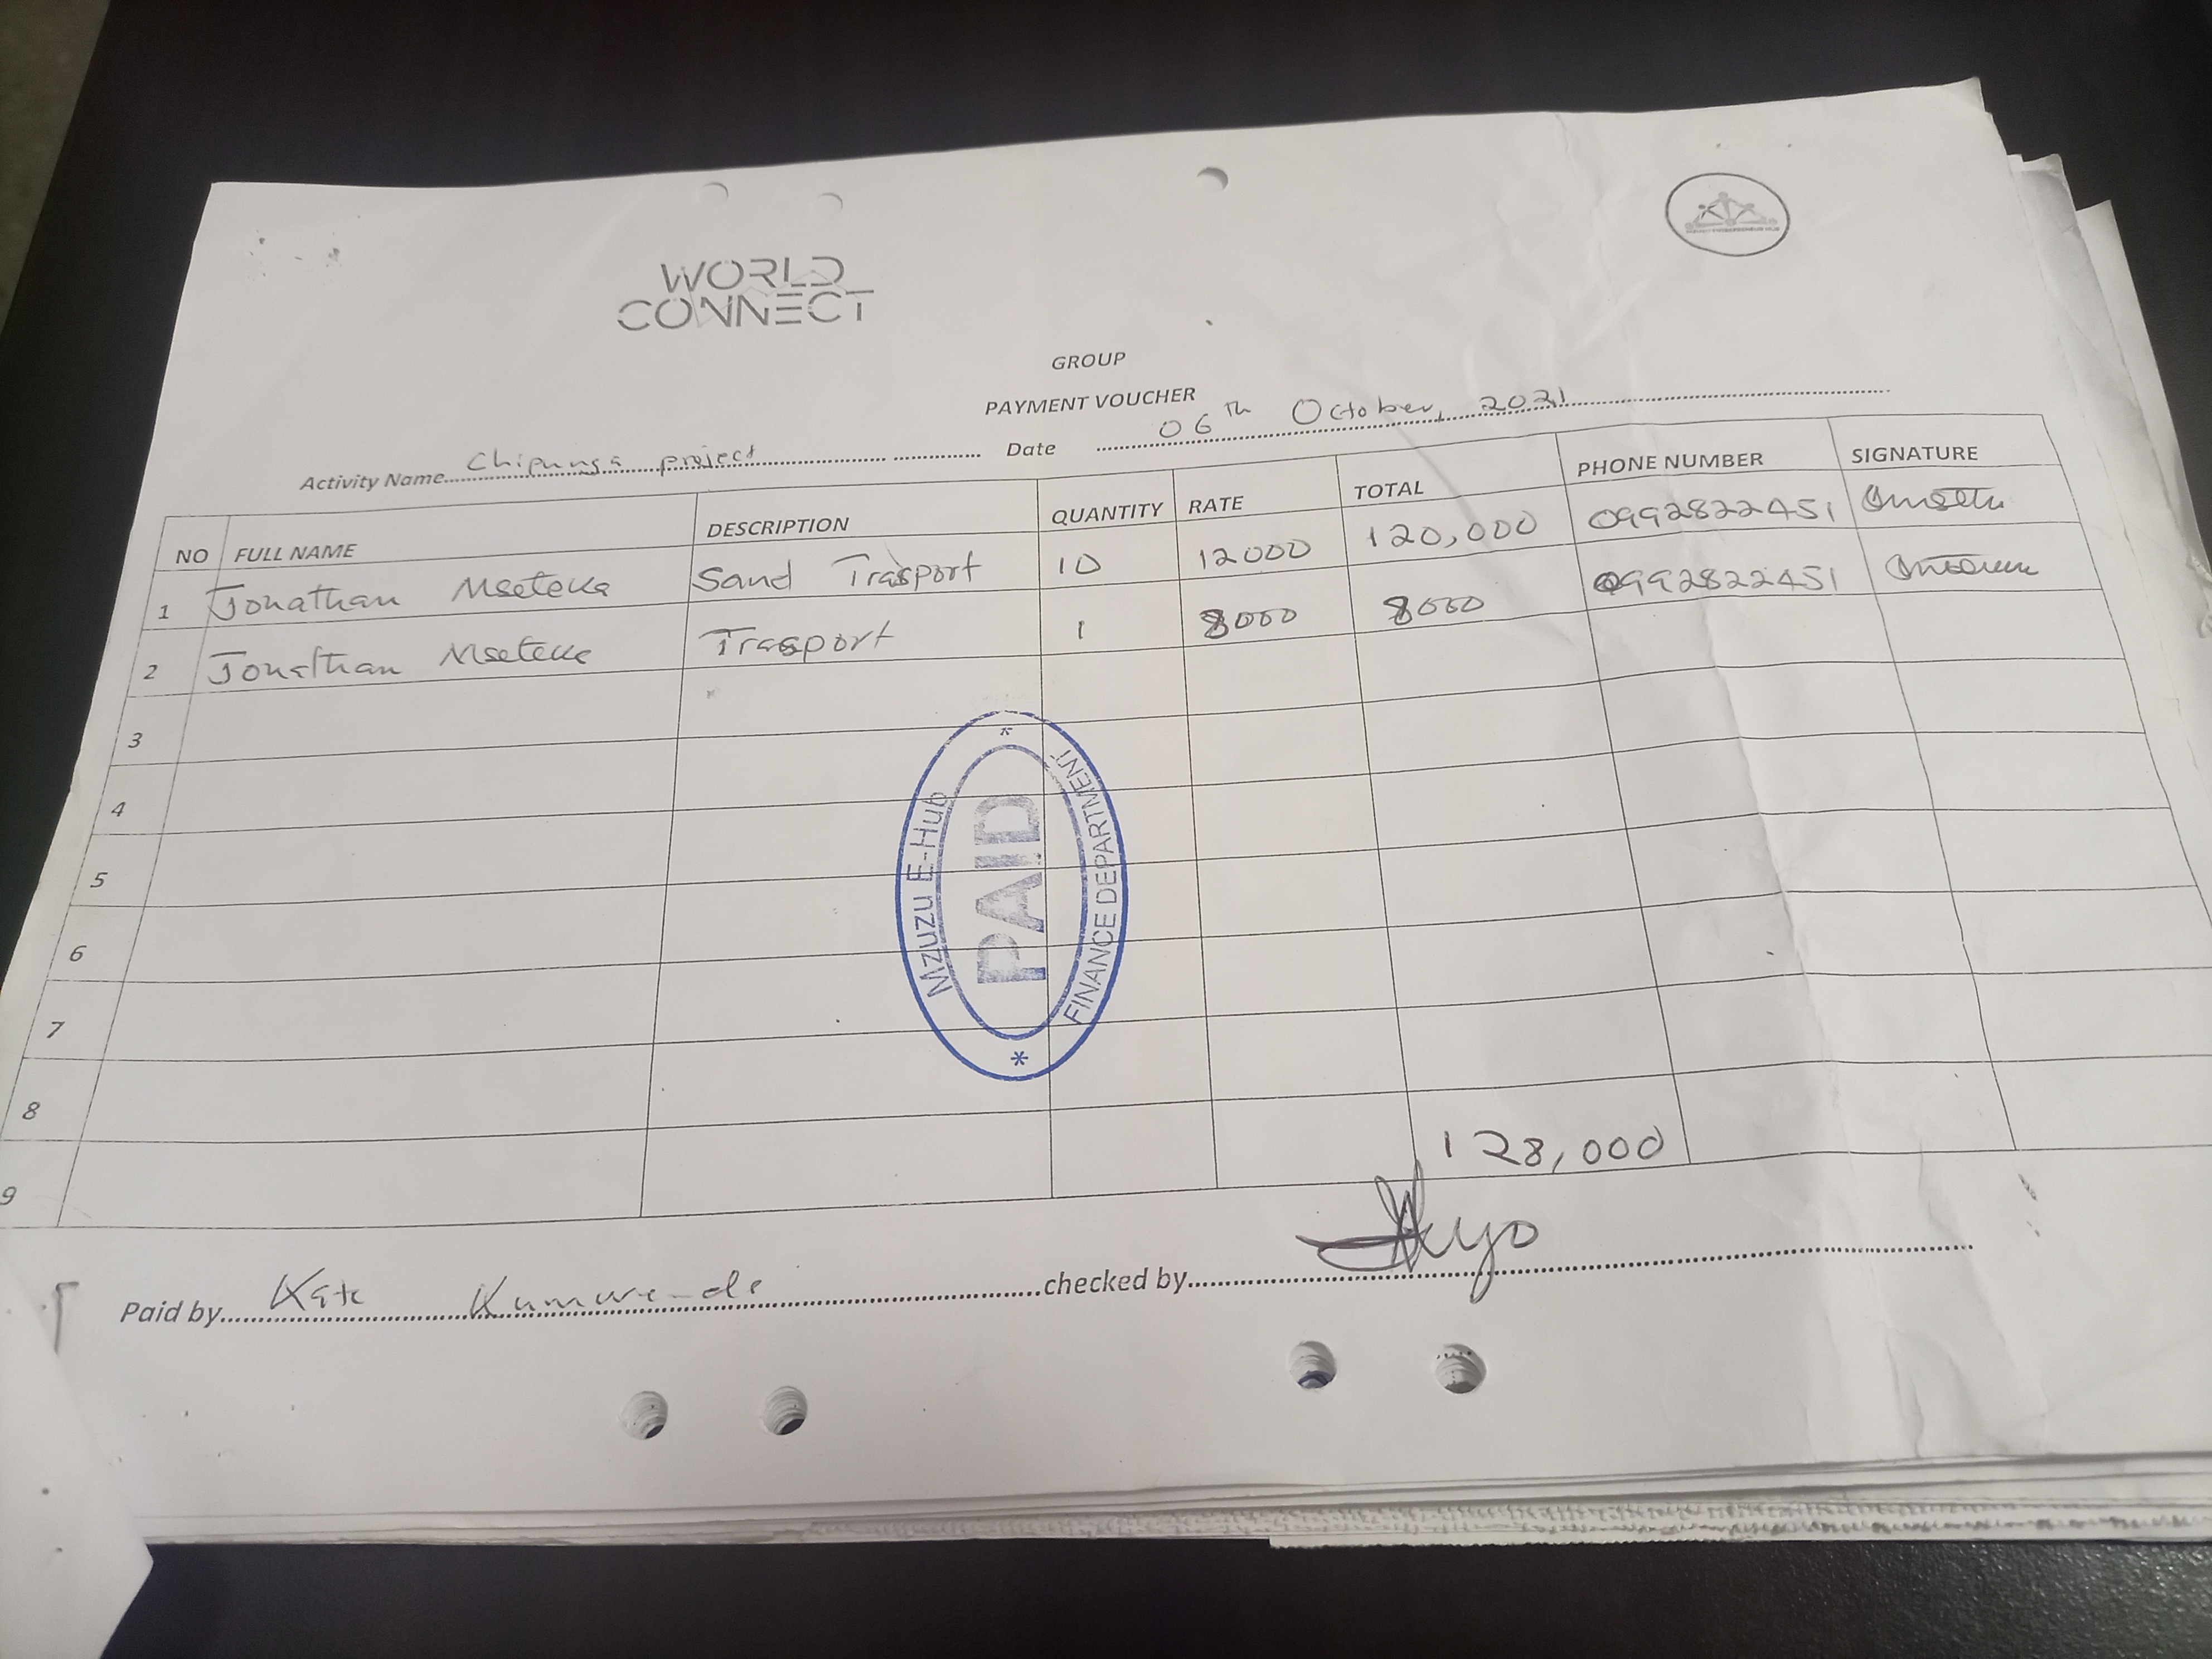 WORLD
CONNECT
GROUP
PAYMENT VOUCHER
Activity Name Chipunga project Date 06th October, 2021
NO FULL NAME DESCRIPTION QUANTITY RATE TOTAL PHONE NUMBER SIGNATURE
1 Jonathan Mseteka Sand Trasport 10 12000 120,000 0992822451
2 Jonathan Mseteka Trasport 1 8000 8000 0992822451
3
4
5
6
7
8
9 128,000
Mzuzu E-Hub
PAID
FINANCE DEPARTMENT
Paid by Kate Kumwende checked by